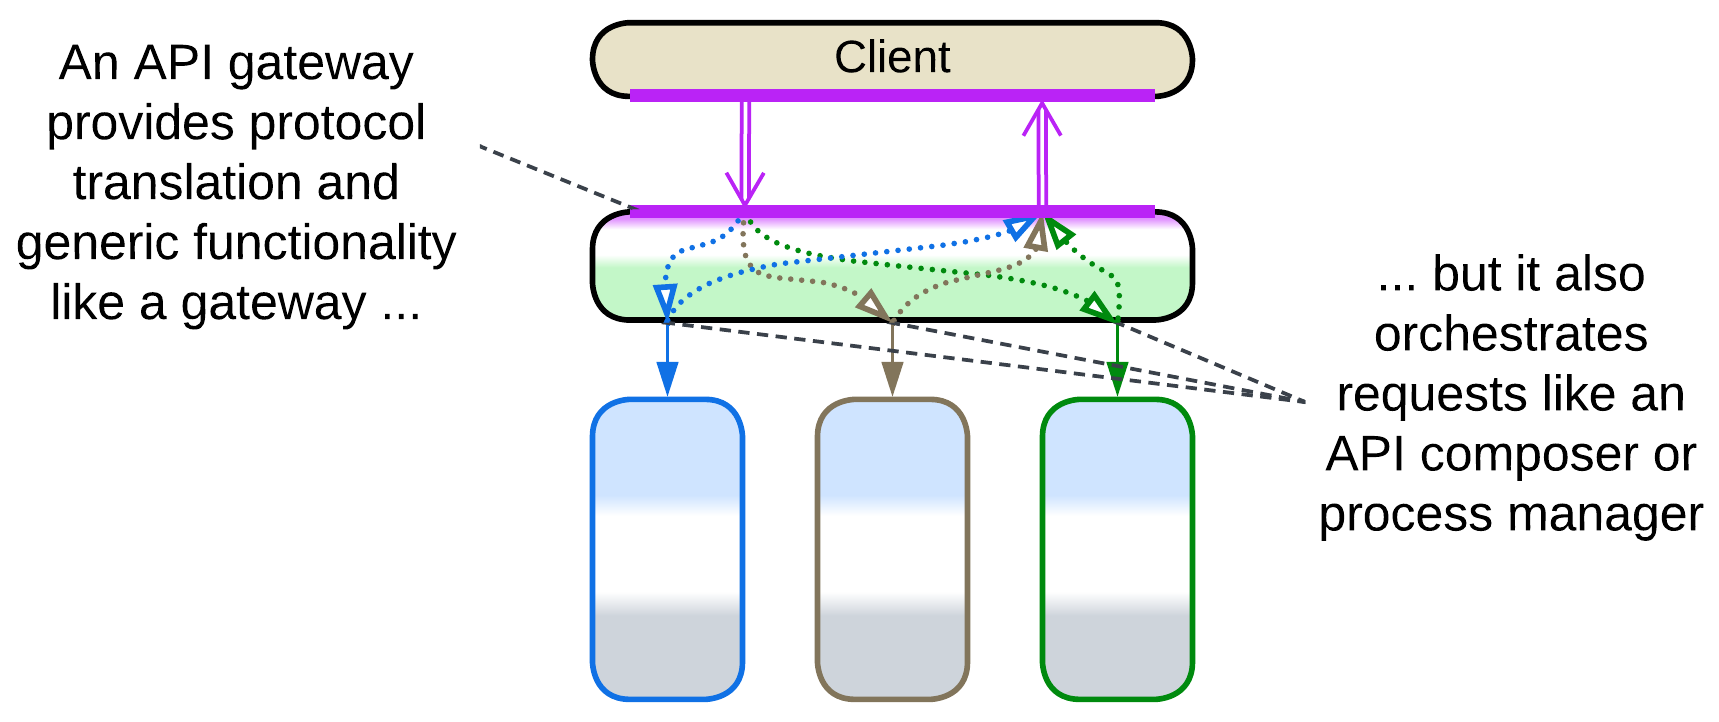 An API gateway
provides protocol
translation and
generic functionality
like a gateway ...
Client
... but it also
orchestrates
requests like an
API composer or
process manager